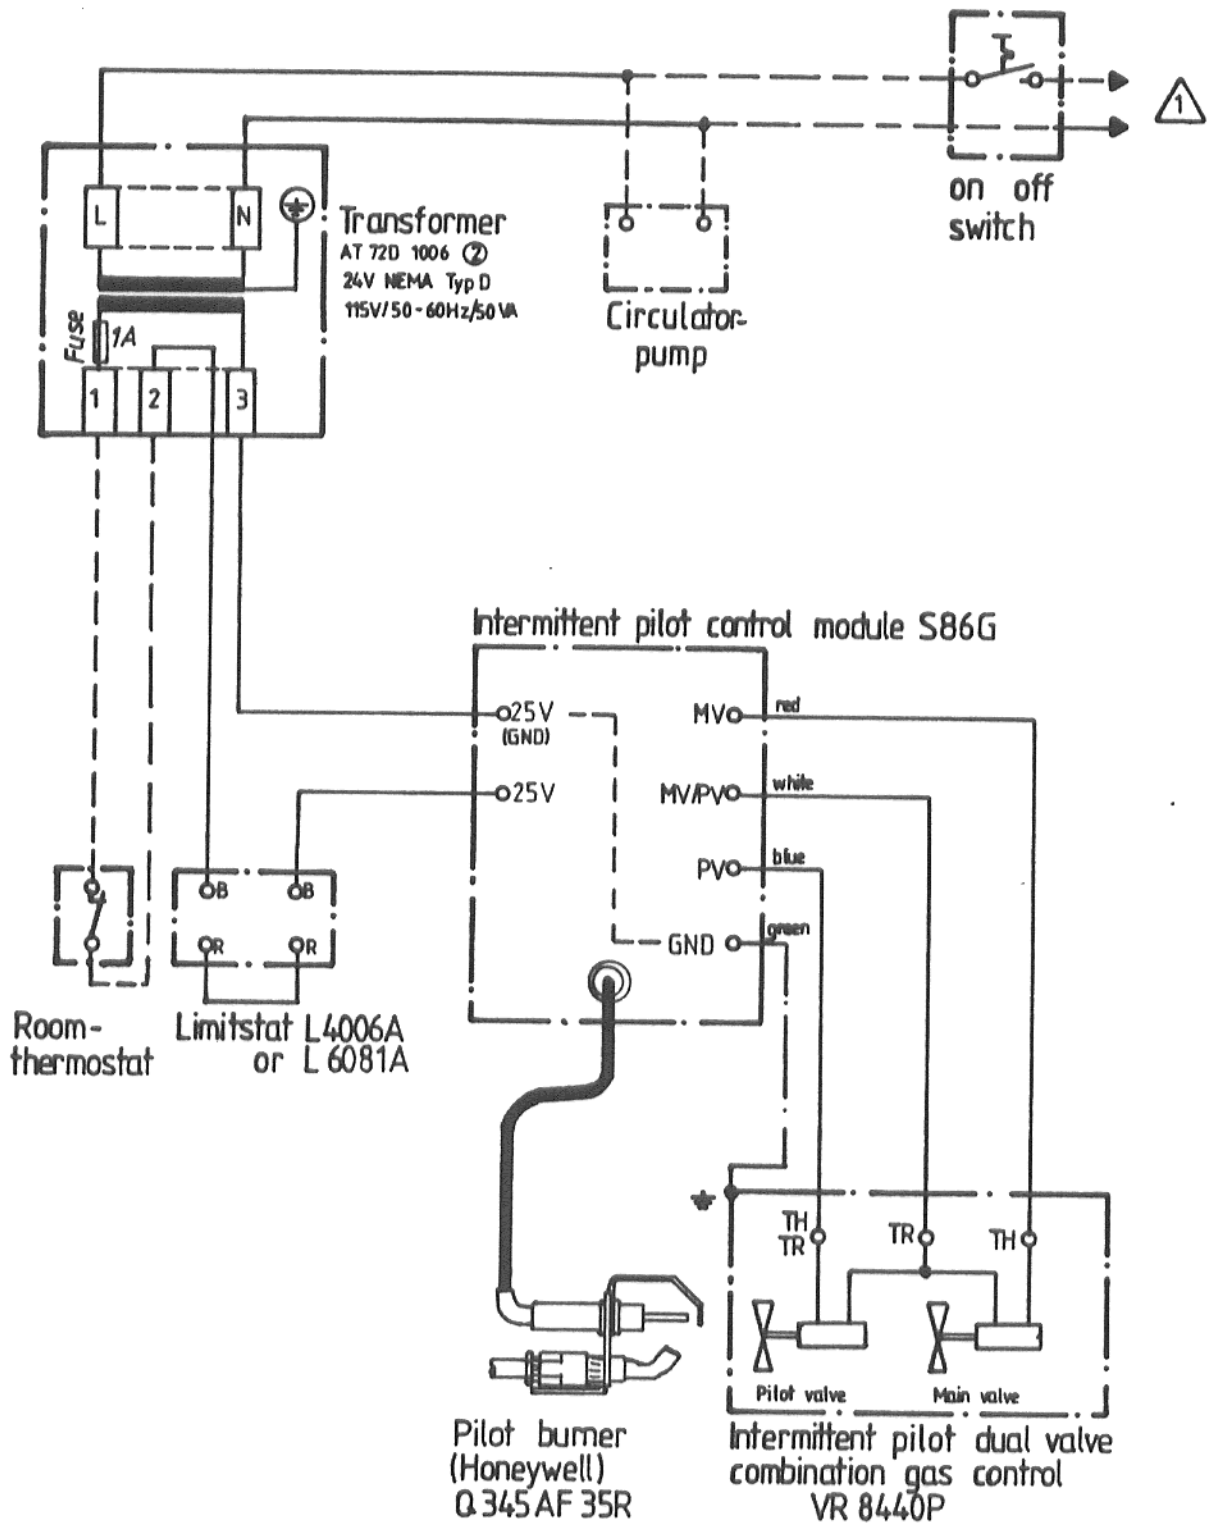 1
on off
switch
L
N
Transformer
AT 72D 1006 ②
24V NEMA Typ D
115V/50-60Hz/50 VA
Circulator-
pump
Fuse
1A
1
2
3
Intermittent pilot control module S86G
25V
(GND)
25V
MV
red
MV/PV
white
PV
blue
GND
green
B
B
R
R
Room-
thermostat
Limitstat L4006A
or L 6081A
TH
TR
TR
TH
Pilot valve
Main valve
Pilot burner
(Honeywell)
Q 345 AF 35R
Intermittent pilot dual valve
combination gas control
VR 8440P